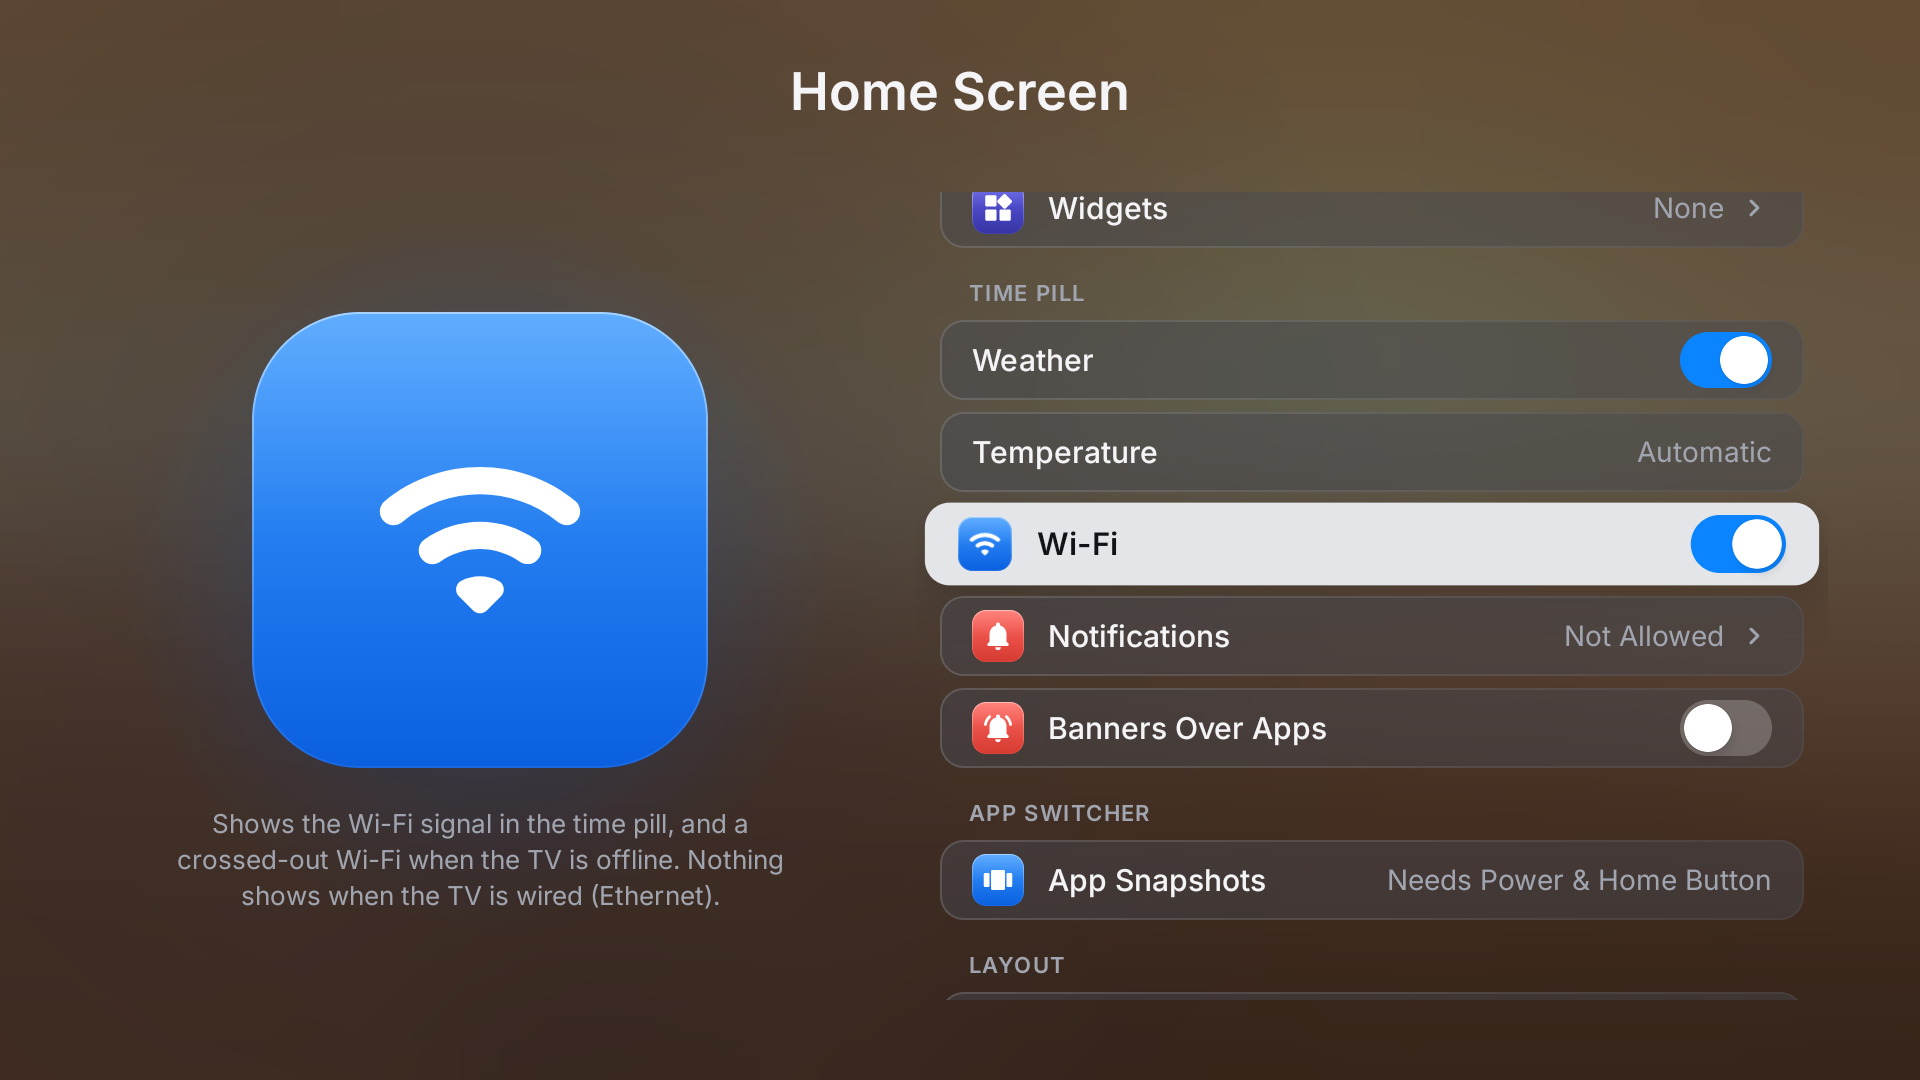 Home Screen
Widgets None
TIME PILL
Weather
Temperature Automatic
Wi-Fi
Notifications Not Allowed
Banners Over Apps
APP SWITCHER
App Snapshots Needs Power & Home Button
LAYOUT
Shows the Wi-Fi signal in the time pill, and a
crossed-out Wi-Fi when the TV is offline. Nothing
shows when the TV is wired (Ethernet).